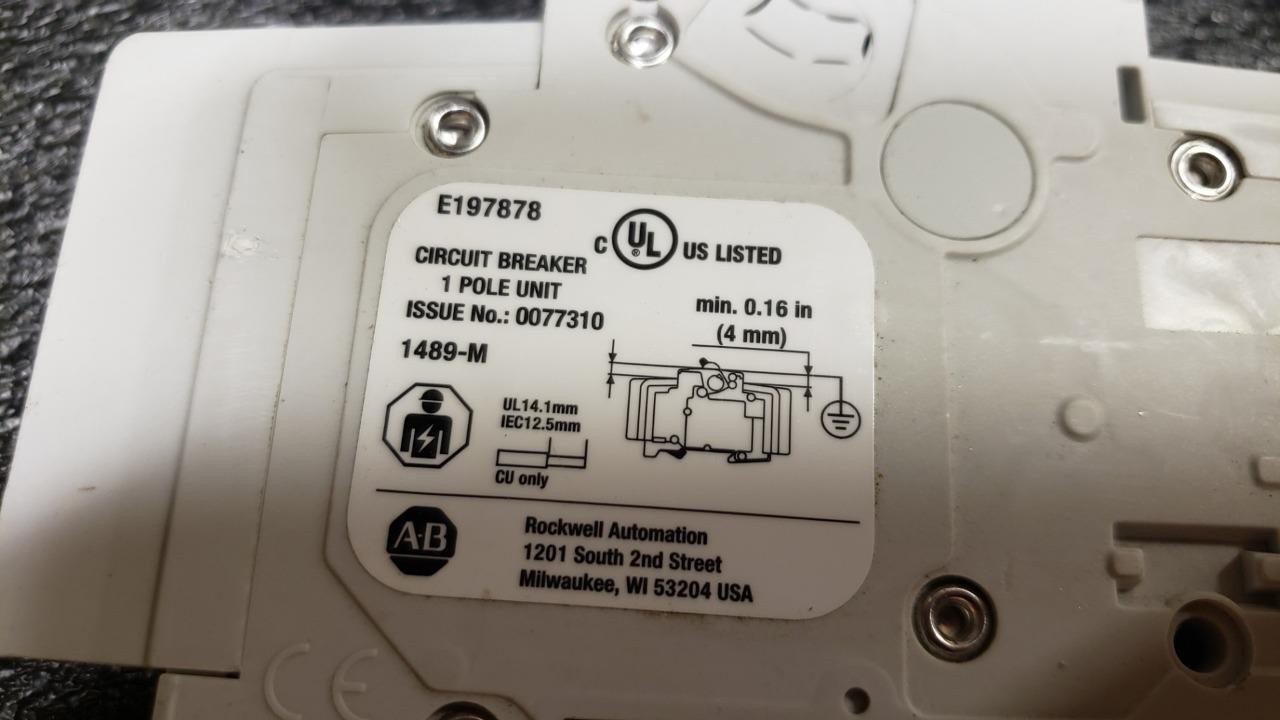 E197878
C UL ® US LISTED
CIRCUIT BREAKER
1 POLE UNIT
ISSUE No.: 0077310
1489-M
min. 0.16 in
(4 mm)
UL14.1mm
IEC12.5mm
CU only
A-B
Rockwell Automation
1201 South 2nd Street
Milwaukee, WI 53204 USA
CE